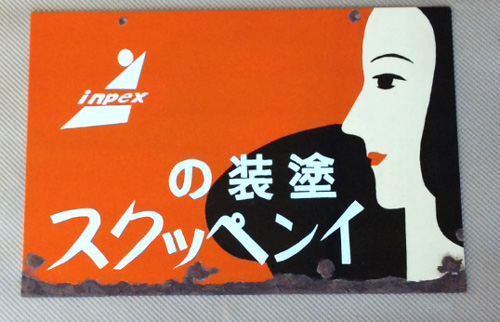 inpex
塗装の
インペックス